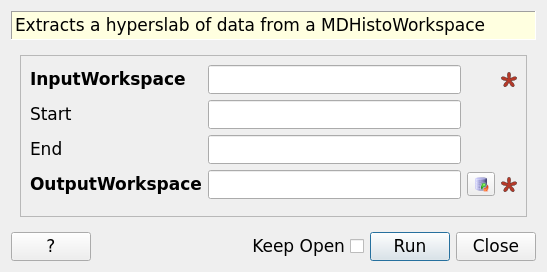 Extracts a hyperslab of data from a MDHistoWorkspace
InputWorkspace
Start
End
OutputWorkspace
? Keep Open Run Close